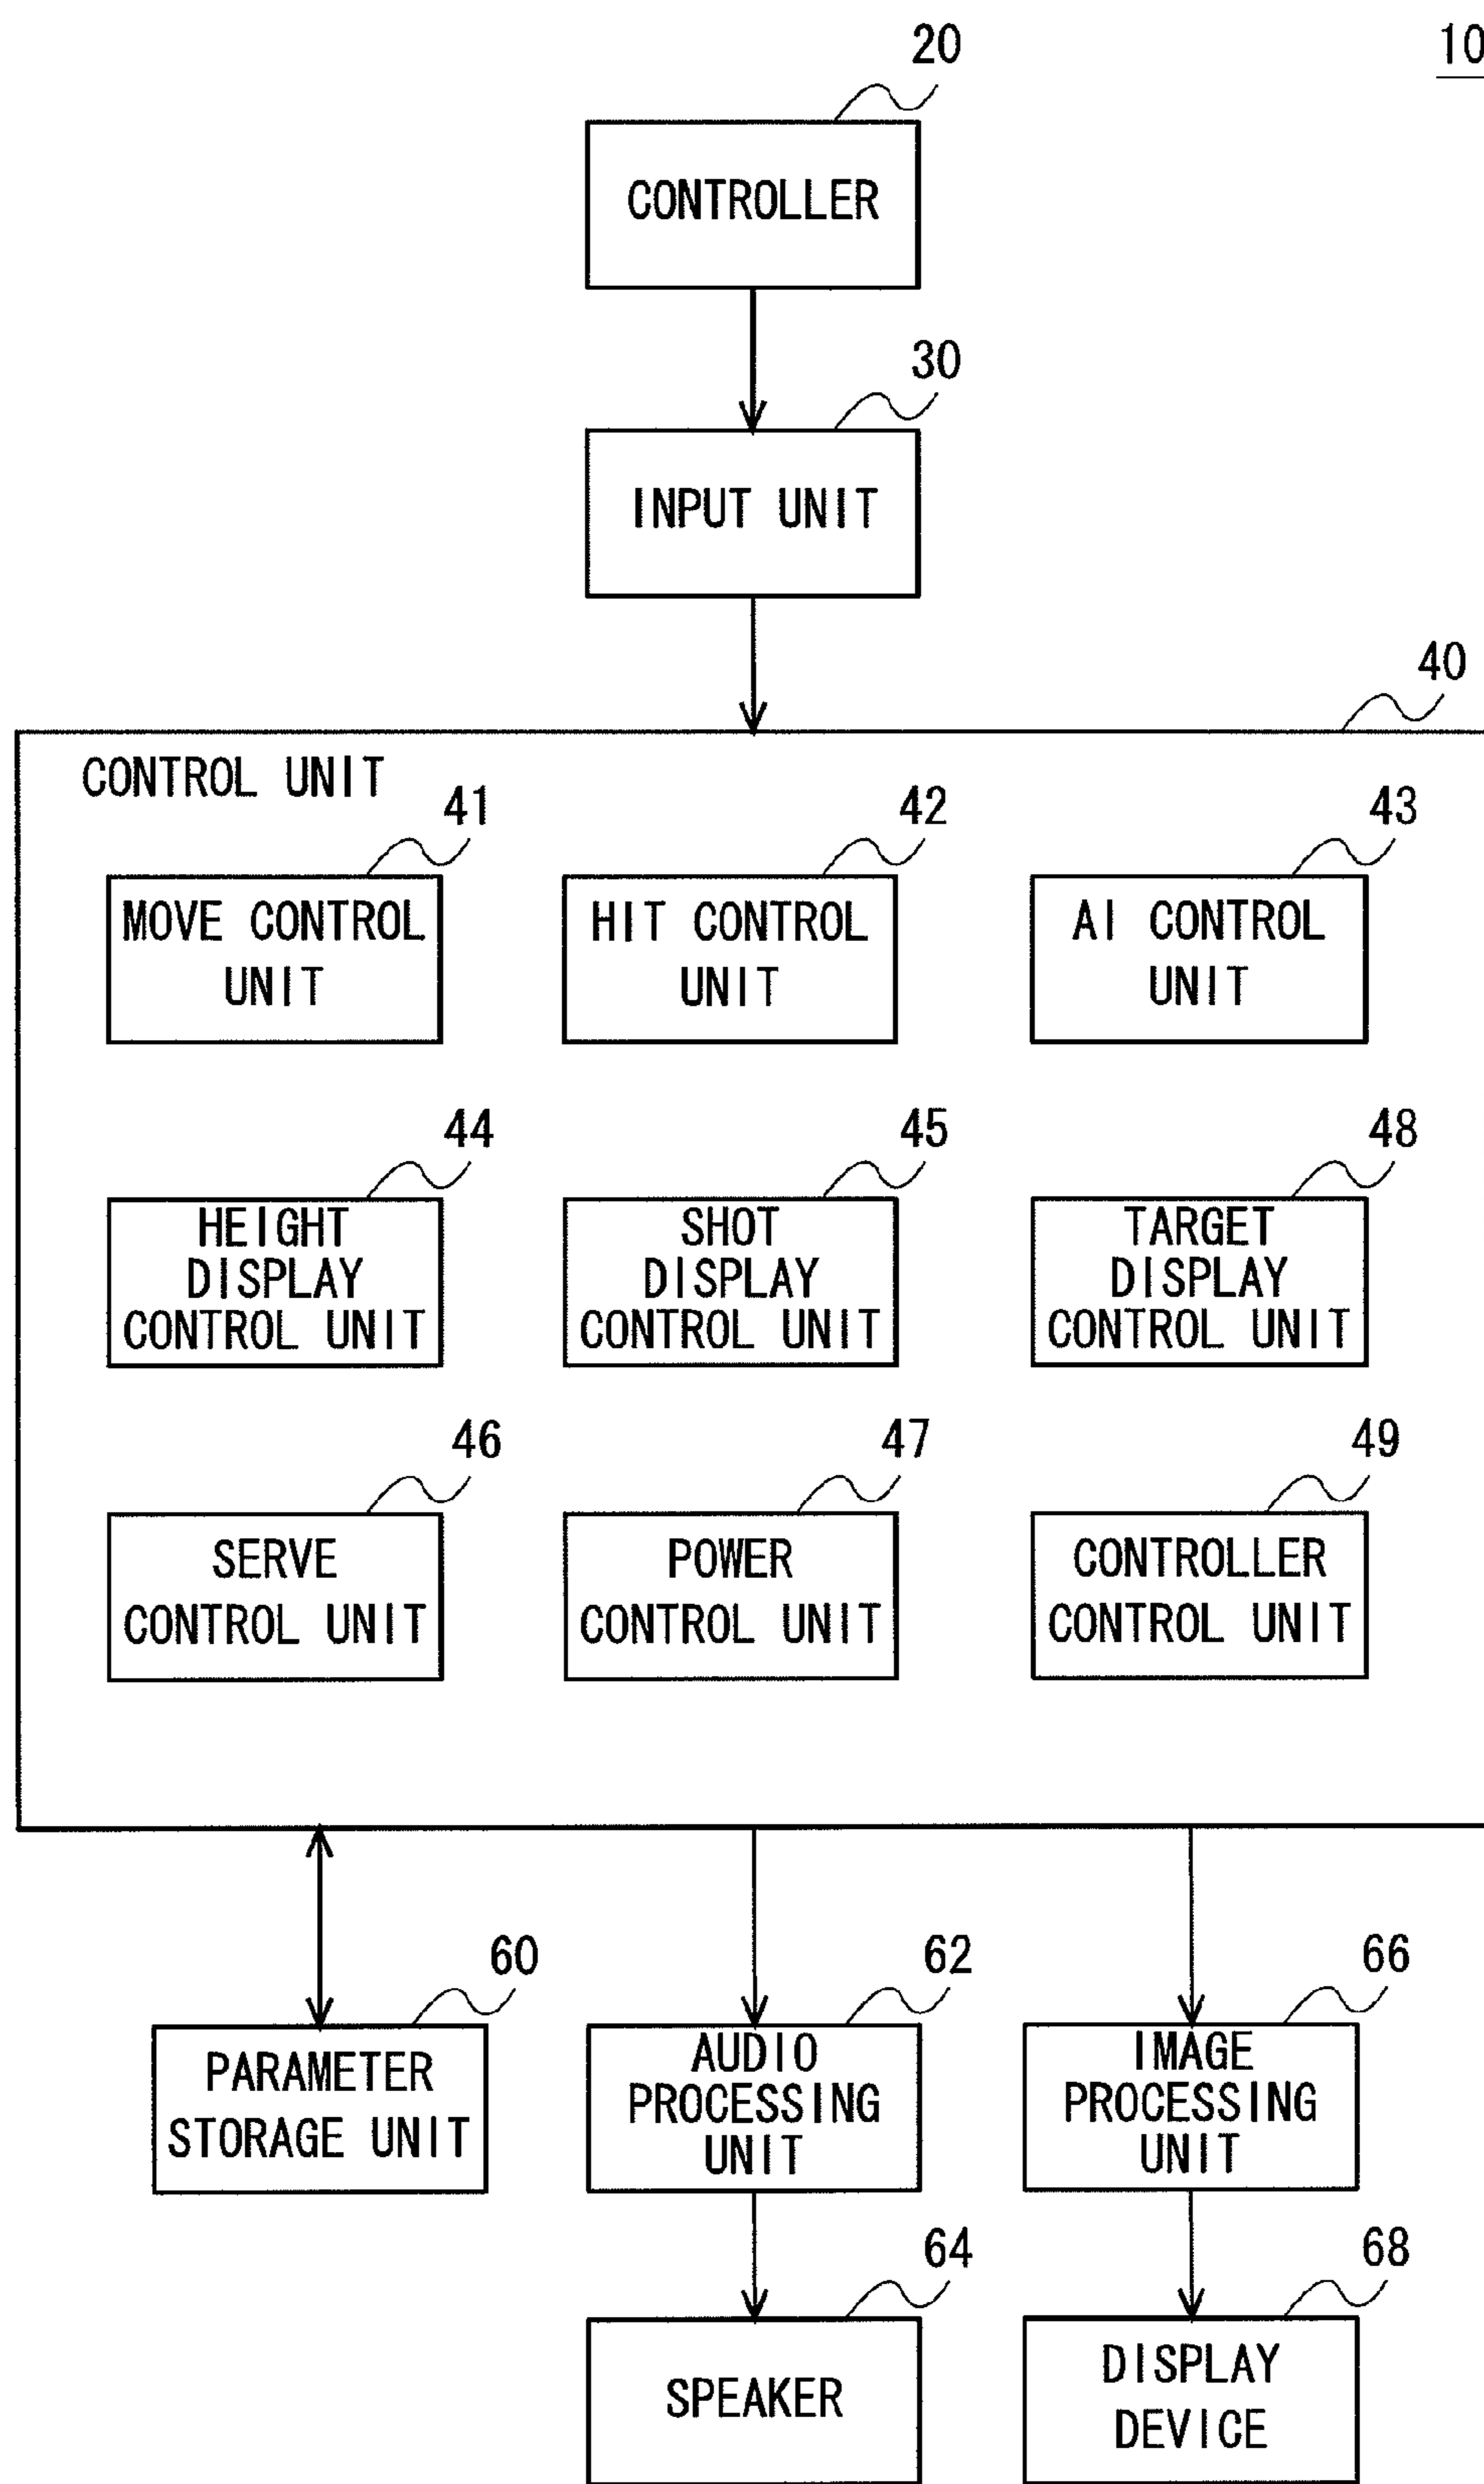 10
20
CONTROLLER
30
INPUT UNIT
40
CONTROL UNIT
41
MOVE CONTROL
UNIT
42
HIT CONTROL
UNIT
43
AI CONTROL
UNIT
44
HEIGHT
DISPLAY
CONTROL UNIT
45
SHOT
DISPLAY
CONTROL UNIT
48
TARGET
DISPLAY
CONTROL UNIT
46
SERVE
CONTROL UNIT
47
POWER
CONTROL UNIT
49
CONTROLLER
CONTROL UNIT
60
PARAMETER
STORAGE UNIT
62
AUDIO
PROCESSING
UNIT
66
IMAGE
PROCESSING
UNIT
64
SPEAKER
68
DISPLAY
DEVICE